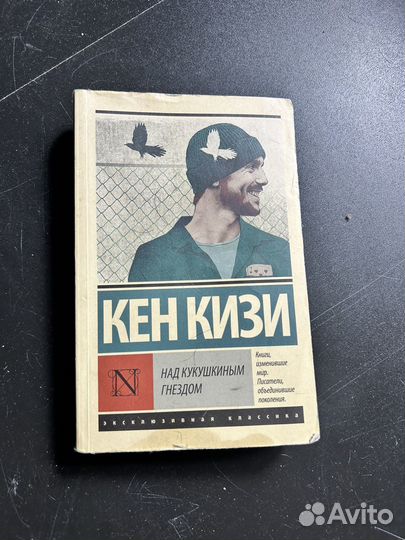 КЕН КИЗИ
N
НАД КУКУШКИНЫМ
ГНЕЗДОМ
Книги,
изменившие
мир.
Писатели,
объединившие
поколения.
эксклюзивная классика
Avito